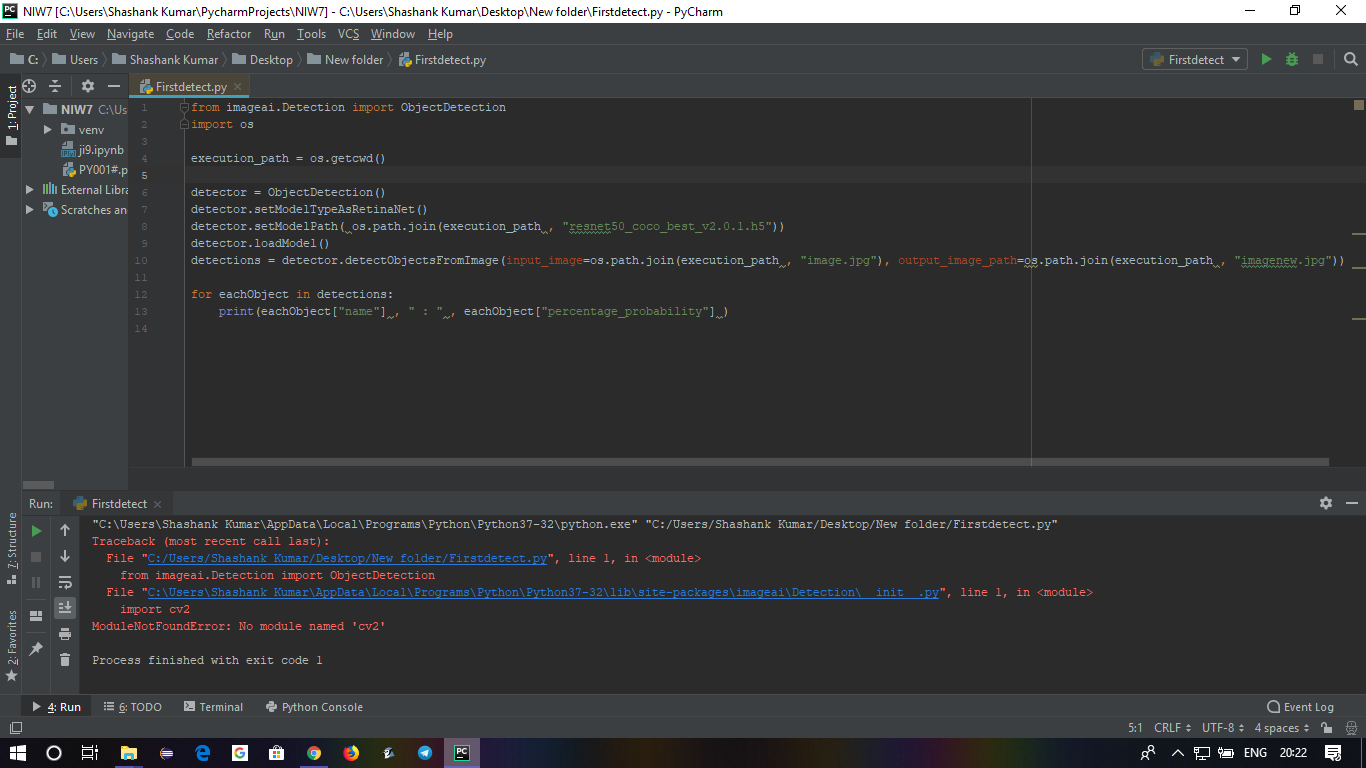 PC NIW7 [C:\Users\Shashank Kumar\PycharmProjects\NIW7] - C:\Users\Shashank Kumar\Desktop\New folder\Firstdetect.py - PyCharm
File Edit View Navigate Code Refactor Run Tools VCS Window Help
C: Users Shashank Kumar Desktop New folder Firstdetect.py Firstdetect
1: Project
Firstdetect.py
NIW7 C:\Us
venv
ji9.ipynb
PY001#.p
External Libra
Scratches an
1 from imageai.Detection import ObjectDetection
2 import os
3
4 execution_path = os.getcwd()
5
6 detector = ObjectDetection()
7 detector.setModelTypeAsRetinaNet()
8 detector.setModelPath( os.path.join(execution_path , "resnet50_coco_best_v2.0.1.h5"))
9 detector.loadModel()
10 detections = detector.detectObjectsFromImage(input_image=os.path.join(execution_path , "image.jpg"), output_image_path=os.path.join(execution_path , "imagenew.jpg"))
11
12 for eachObject in detections:
13     print(eachObject["name"] , " : " , eachObject["percentage_probability"] )
14
Run: Firstdetect
7: Structure
2: Favorites
"C:\Users\Shashank Kumar\AppData\Local\Programs\Python\Python37-32\python.exe" "C:/Users/Shashank Kumar/Desktop/New folder/Firstdetect.py"
Traceback (most recent call last):
  File "C:/Users/Shashank Kumar/Desktop/New folder/Firstdetect.py", line 1, in <module>
    from imageai.Detection import ObjectDetection
  File "C:\Users\Shashank Kumar\AppData\Local\Programs\Python\Python37-32\lib\site-packages\imageai\Detection\__init__.py", line 1, in <module>
    import cv2
ModuleNotFoundError: No module named 'cv2'
Process finished with exit code 1
4: Run 6: TODO Terminal Python Console Event Log
5:1 CRLF UTF-8 4 spaces
PC ENG 20:22